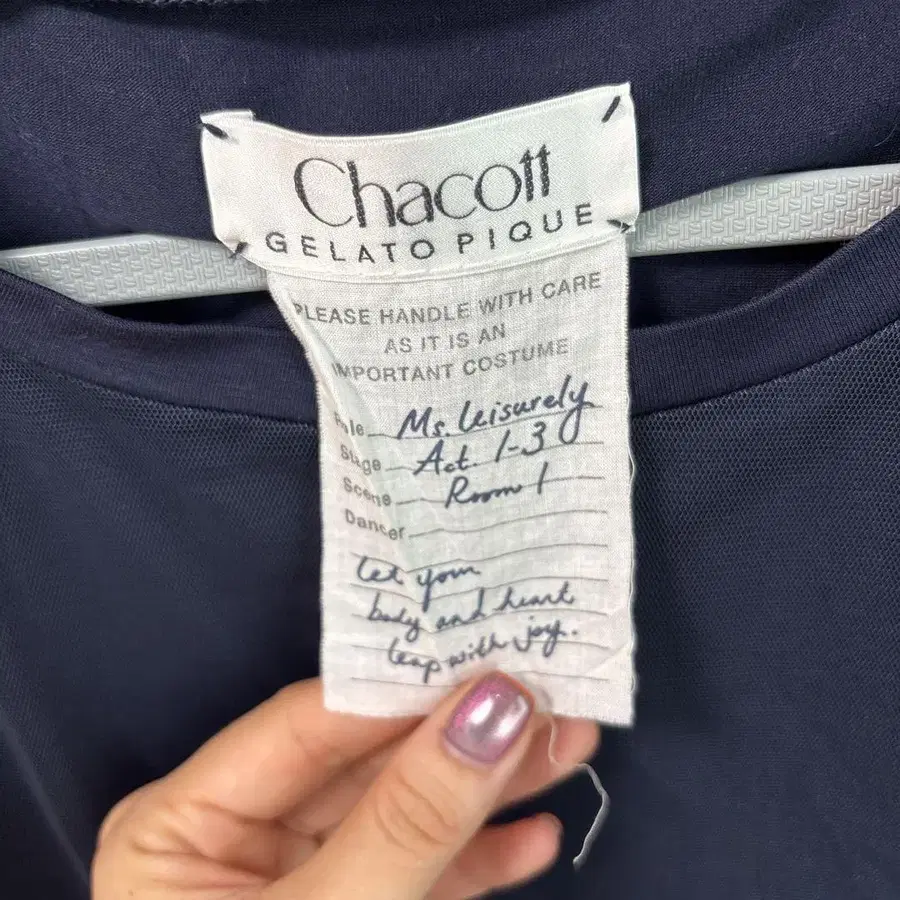 Chacott
GELATO PIQUE
PLEASE HANDLE WITH CARE
AS IT IS AN
IMPORTANT COSTUME
Role Ms. Leisurely
Stage Act. 1-3
Scene Room 1
Dancer
Let your
body and heart
leap with joy.